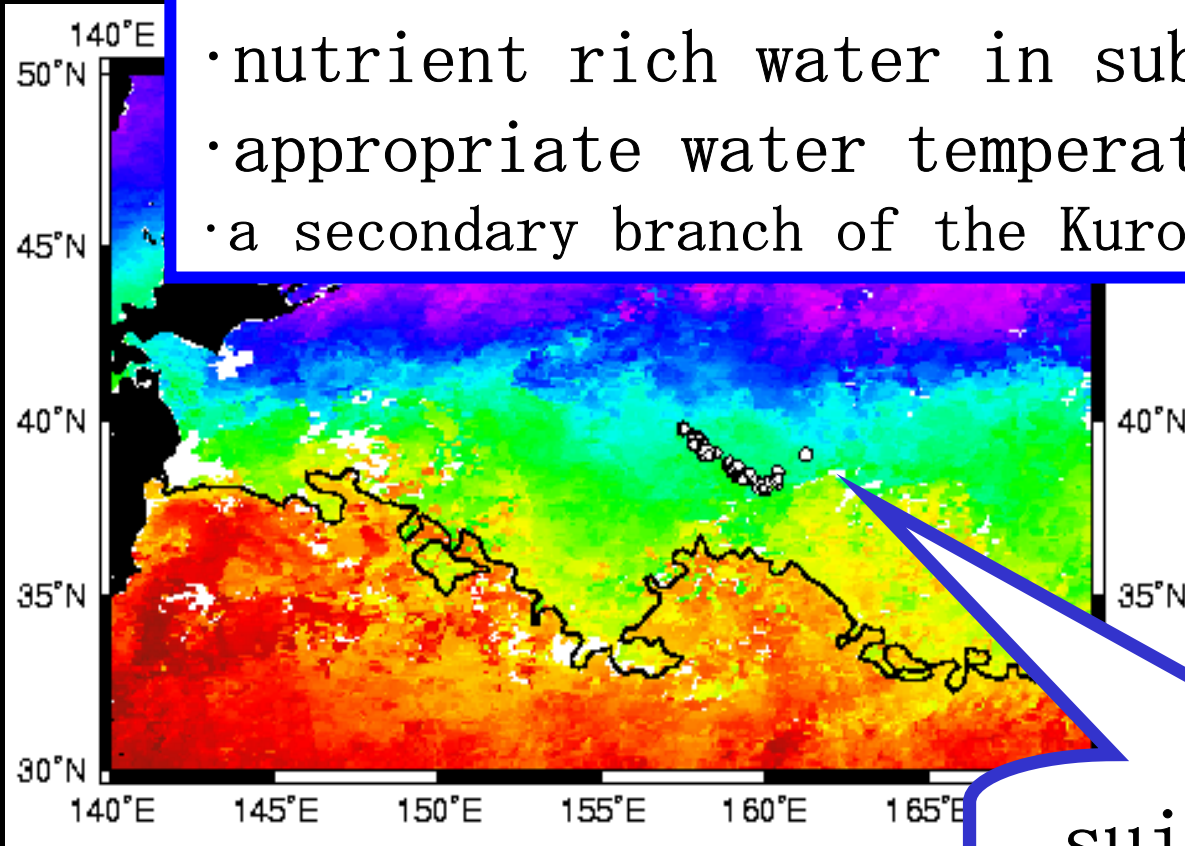 140°E
50°N
·nutrient rich water in sub
·appropriate water temperat
·a secondary branch of the Kuro
45°N
40°N 40°N
35°N 35°N
30°N
140°E 145°E 150°E 155°E 160°E 165°E
sui